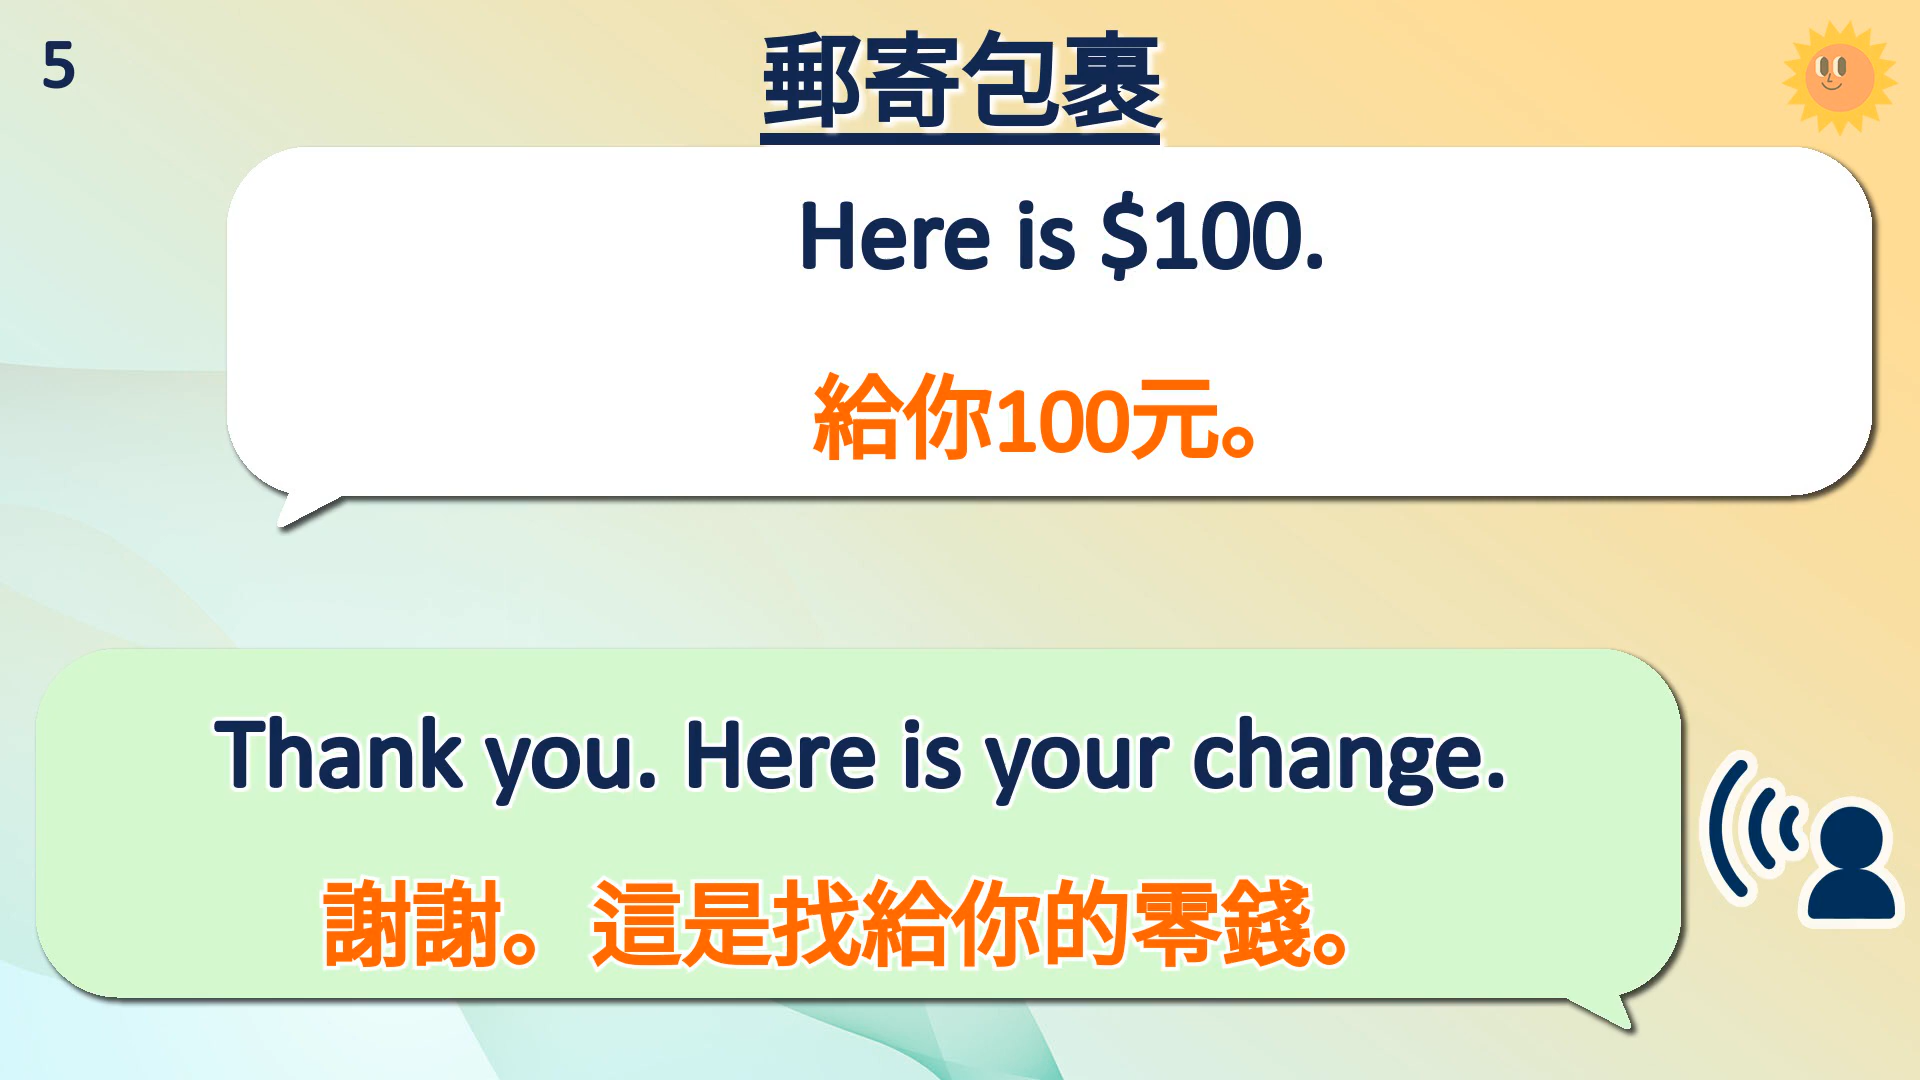 5
郵寄包裹
Here is $100.
給你100元。
Thank you. Here is your change.
謝謝。這是找給你的零錢。